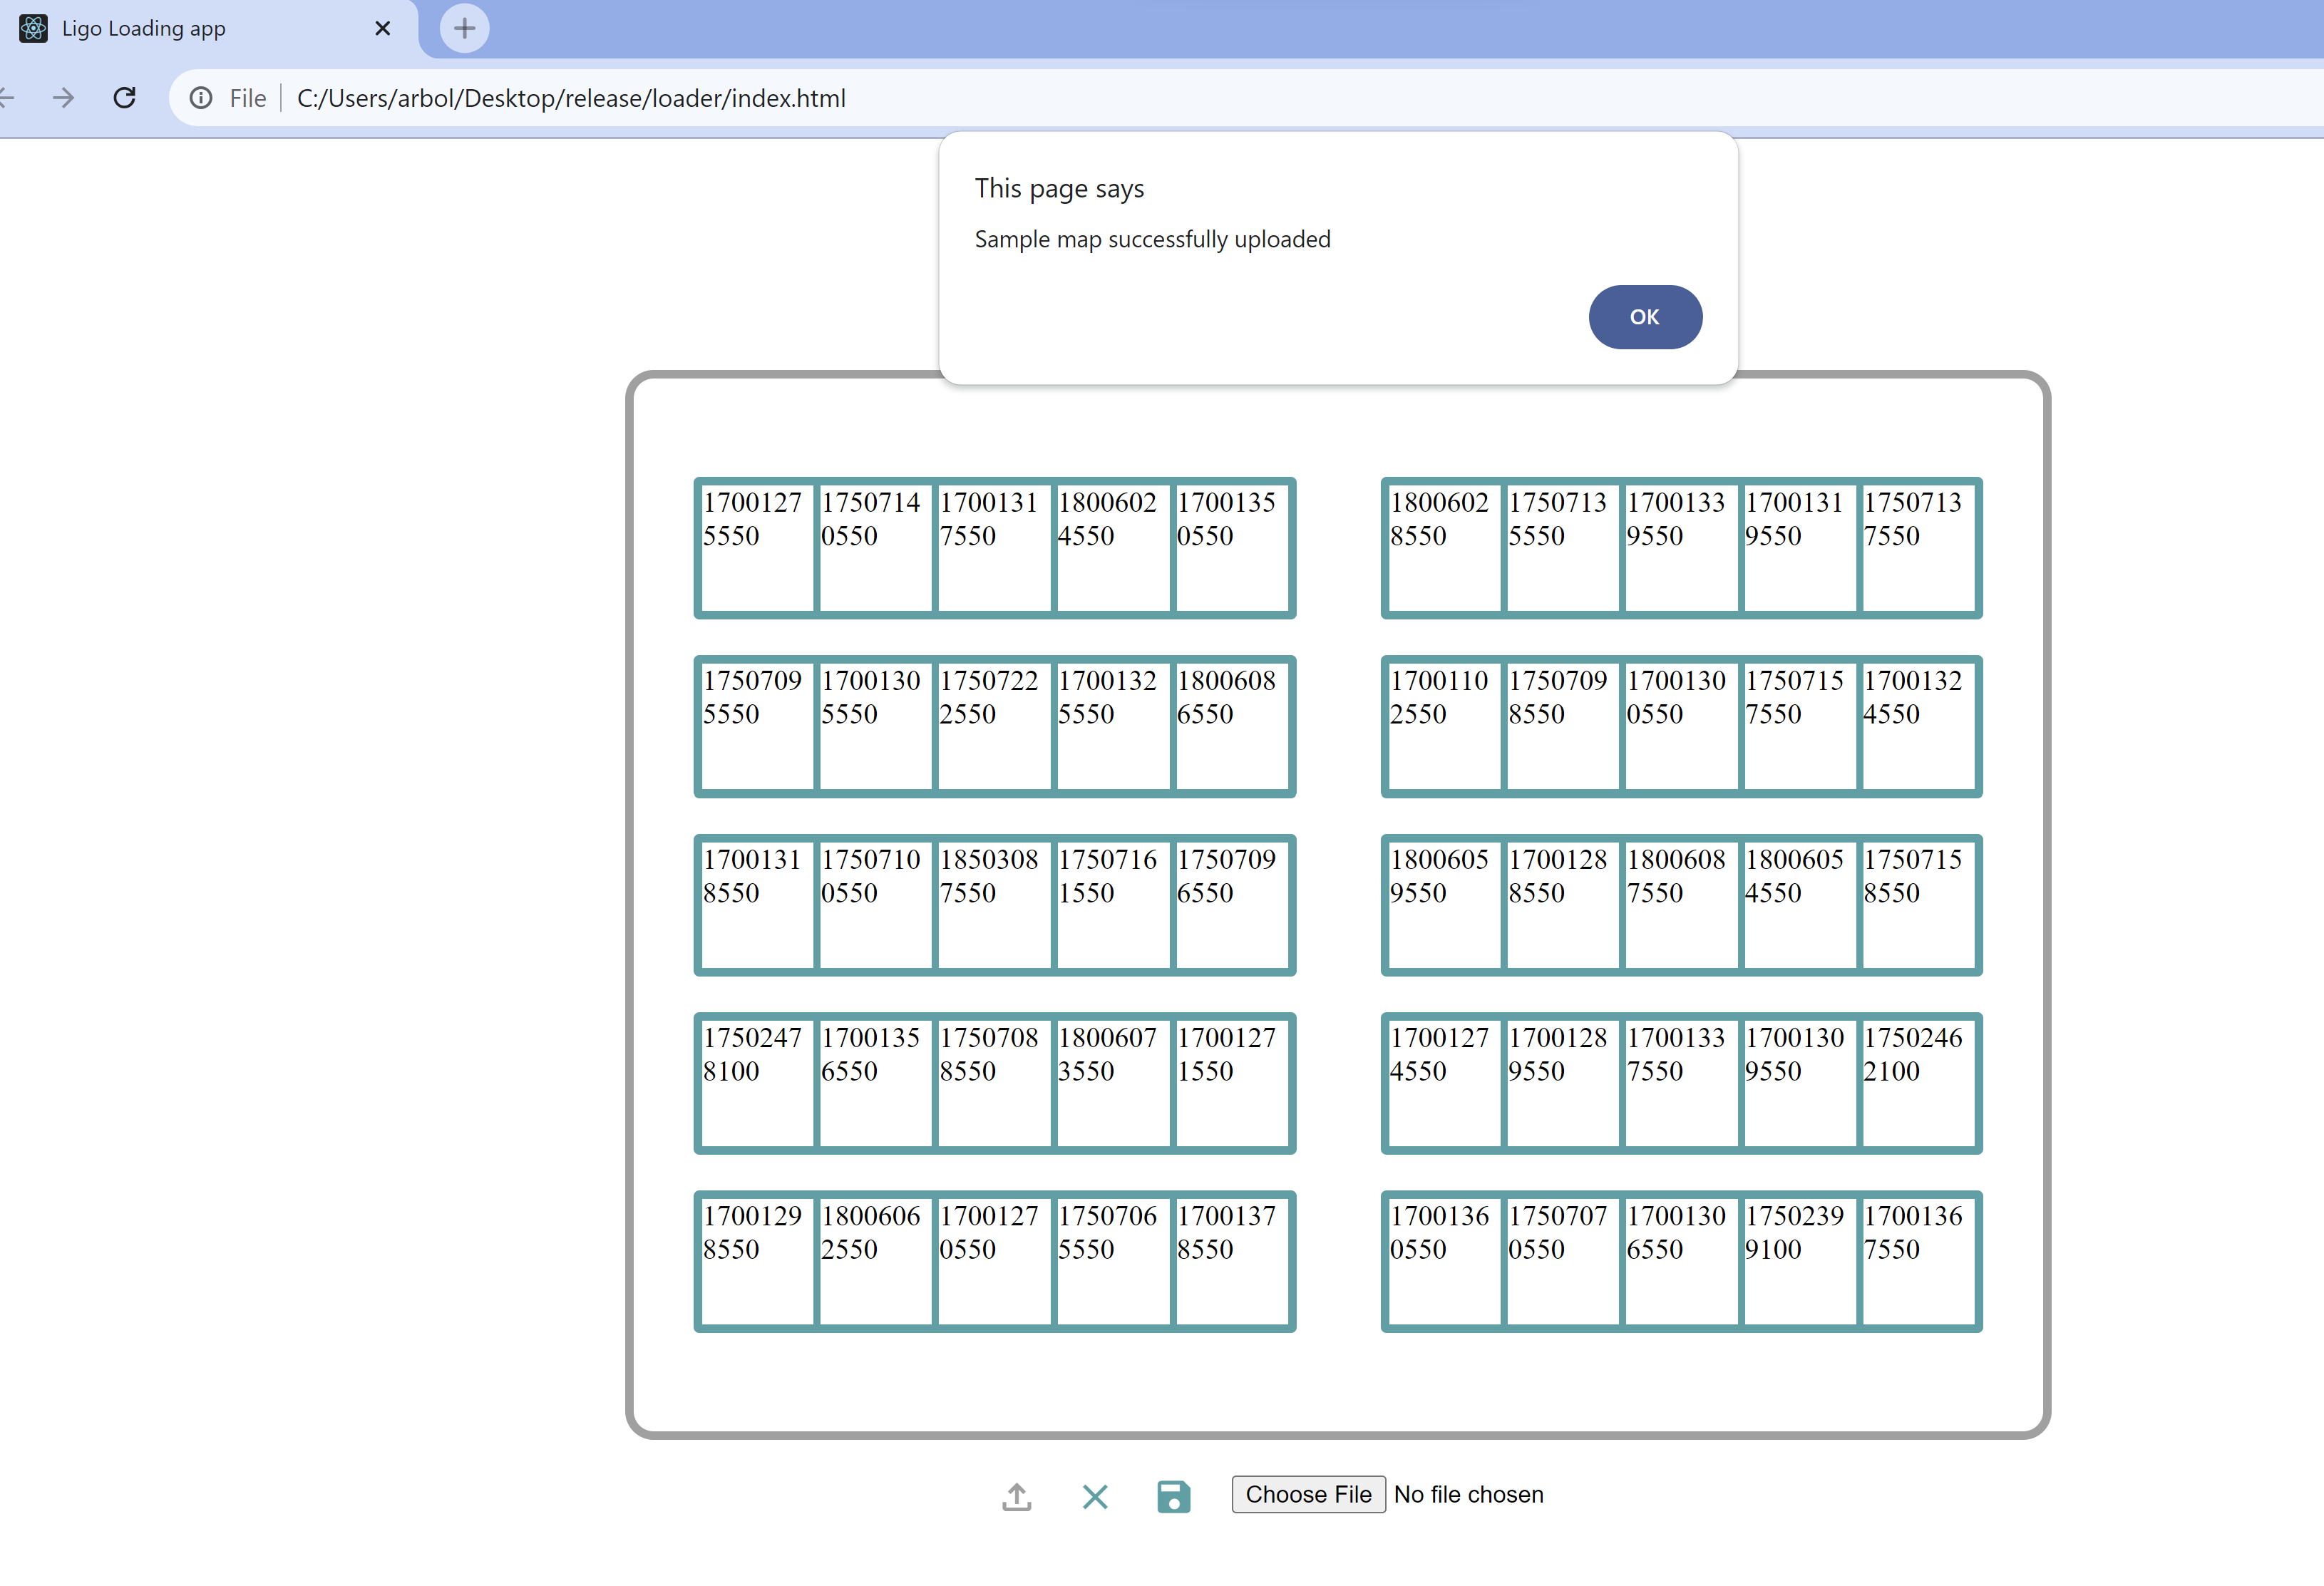 Ligo Loading app
File C:/Users/arbol/Desktop/release/loader/index.html
This page says
Sample map successfully uploaded
OK
1700127 1750714 1700131 1800602 1700135 1800602 1750713 1700133 1700131 1750713
5550 0550 7550 4550 0550 8550 5550 9550 9550 7550
1750709 1700130 1750722 1700132 1800608 1700110 1750709 1700130 1750715 1700132
5550 5550 2550 5550 6550 2550 8550 0550 7550 4550
1700131 1750710 1850308 1750716 1750709 1800605 1700128 1800608 1800605 1750715
8550 0550 7550 1550 6550 9550 8550 7550 4550 8550
1750247 1700135 1750708 1800607 1700127 1700127 1700128 1700133 1700130 1750246
8100 6550 8550 3550 1550 4550 9550 7550 9550 2100
1700129 1800606 1700127 1750706 1700137 1700136 1750707 1700130 1750239 1700136
8550 2550 0550 5550 8550 0550 0550 6550 9100 7550
Choose File No file chosen